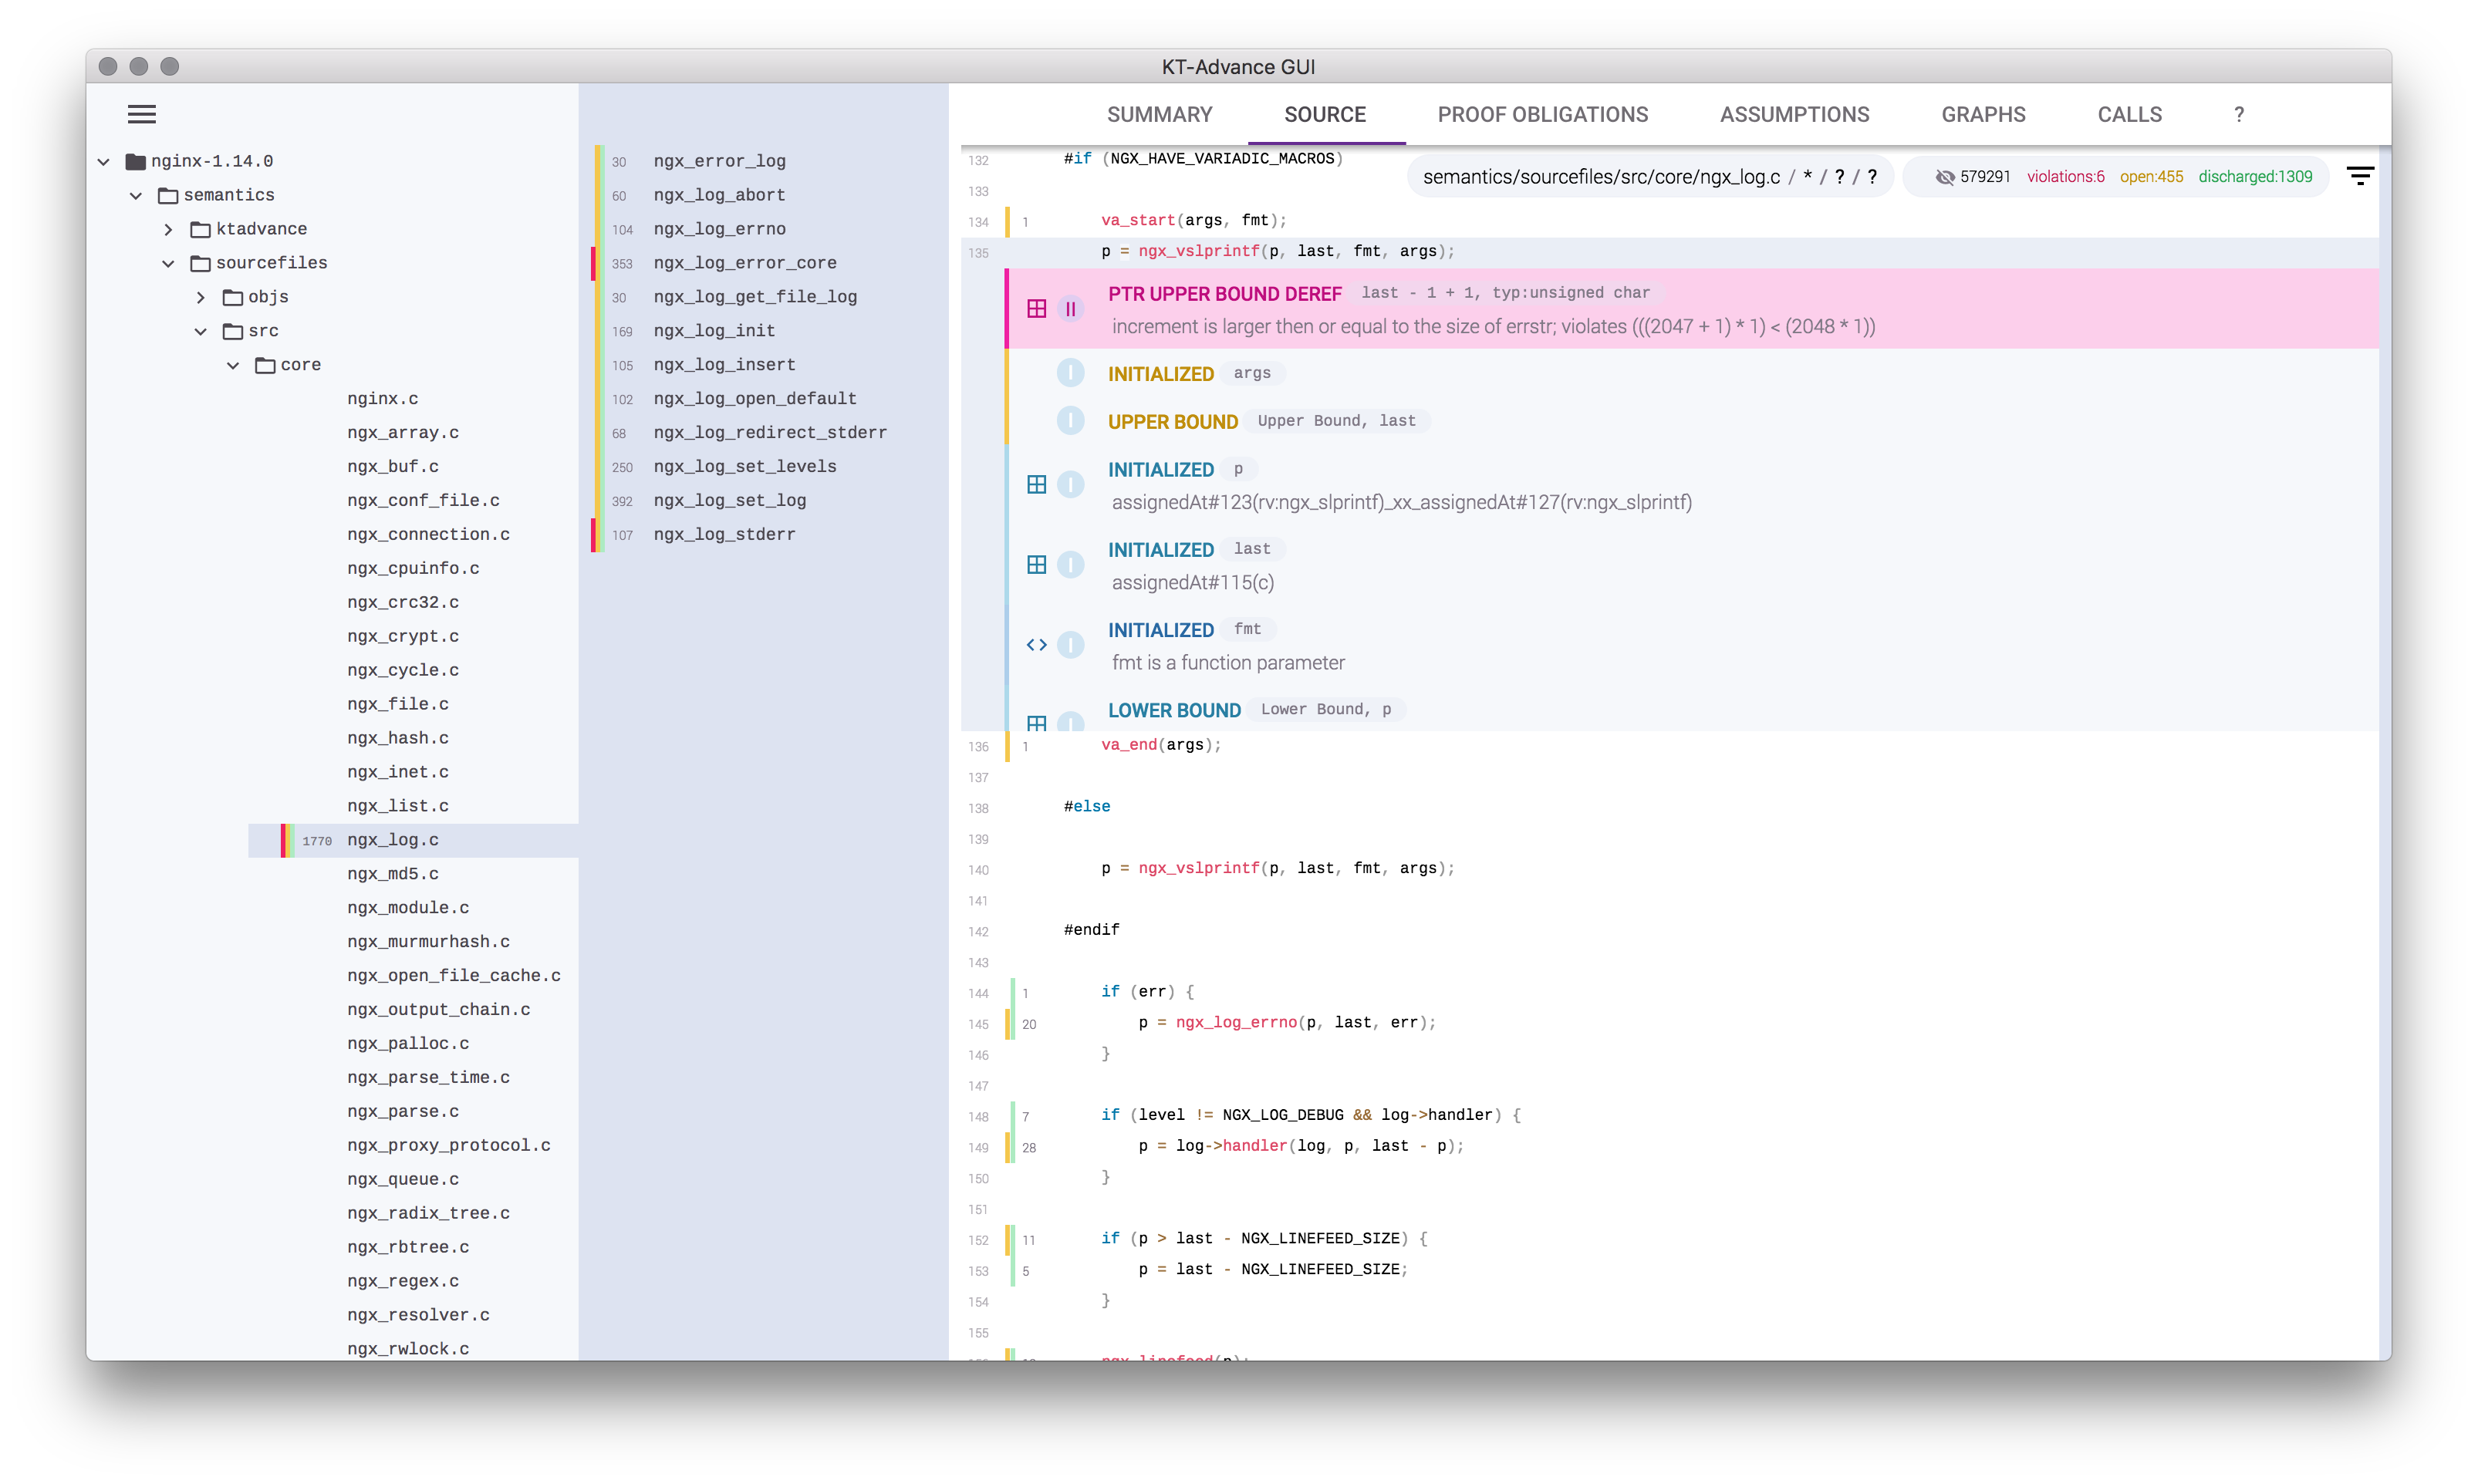 KT-Advance GUI
SUMMARY SOURCE PROOF OBLIGATIONS ASSUMPTIONS GRAPHS CALLS ?
nginx-1.14.0
semantics
ktadvance
sourcefiles
objs
src
core
nginx.c
ngx_array.c
ngx_buf.c
ngx_conf_file.c
ngx_connection.c
ngx_cpuinfo.c
ngx_crc32.c
ngx_crypt.c
ngx_cycle.c
ngx_file.c
ngx_hash.c
ngx_inet.c
ngx_list.c
1770 ngx_log.c
ngx_md5.c
ngx_module.c
ngx_murmurhash.c
ngx_open_file_cache.c
ngx_output_chain.c
ngx_palloc.c
ngx_parse_time.c
ngx_parse.c
ngx_proxy_protocol.c
ngx_queue.c
ngx_radix_tree.c
ngx_rbtree.c
ngx_regex.c
ngx_resolver.c
ngx_rwlock.c
30 ngx_error_log
60 ngx_log_abort
104 ngx_log_errno
353 ngx_log_error_core
30 ngx_log_get_file_log
169 ngx_log_init
105 ngx_log_insert
102 ngx_log_open_default
68 ngx_log_redirect_stderr
250 ngx_log_set_levels
392 ngx_log_set_log
107 ngx_log_stderr
semantics/sourcefiles/src/core/ngx_log.c / * / ? / ?
579291 violations:6 open:455 discharged:1309
132 #if (NGX_HAVE_VARIADIC_MACROS)
133
134 1 va_start(args, fmt);
135 p = ngx_vslprintf(p, last, fmt, args);
PTR UPPER BOUND DEREF last - 1 + 1, typ:unsigned char
increment is larger then or equal to the size of errstr; violates (((2047 + 1) * 1) < (2048 * 1))
INITIALIZED args
UPPER BOUND Upper Bound, last
INITIALIZED p
assignedAt#123(rv:ngx_slprintf)_xx_assignedAt#127(rv:ngx_slprintf)
INITIALIZED last
assignedAt#115(c)
INITIALIZED fmt
fmt is a function parameter
LOWER BOUND Lower Bound, p
136 1 va_end(args);
137
138 #else
139
140 p = ngx_vslprintf(p, last, fmt, args);
141
142 #endif
143
144 1 if (err) {
145 20 p = ngx_log_errno(p, last, err);
146 }
147
148 7 if (level != NGX_LOG_DEBUG && log->handler) {
149 28 p = log->handler(log, p, last - p);
150 }
151
152 11 if (p > last - NGX_LINEFEED_SIZE) {
153 5 p = last - NGX_LINEFEED_SIZE;
154 }
155
ngx_linefeed(p);